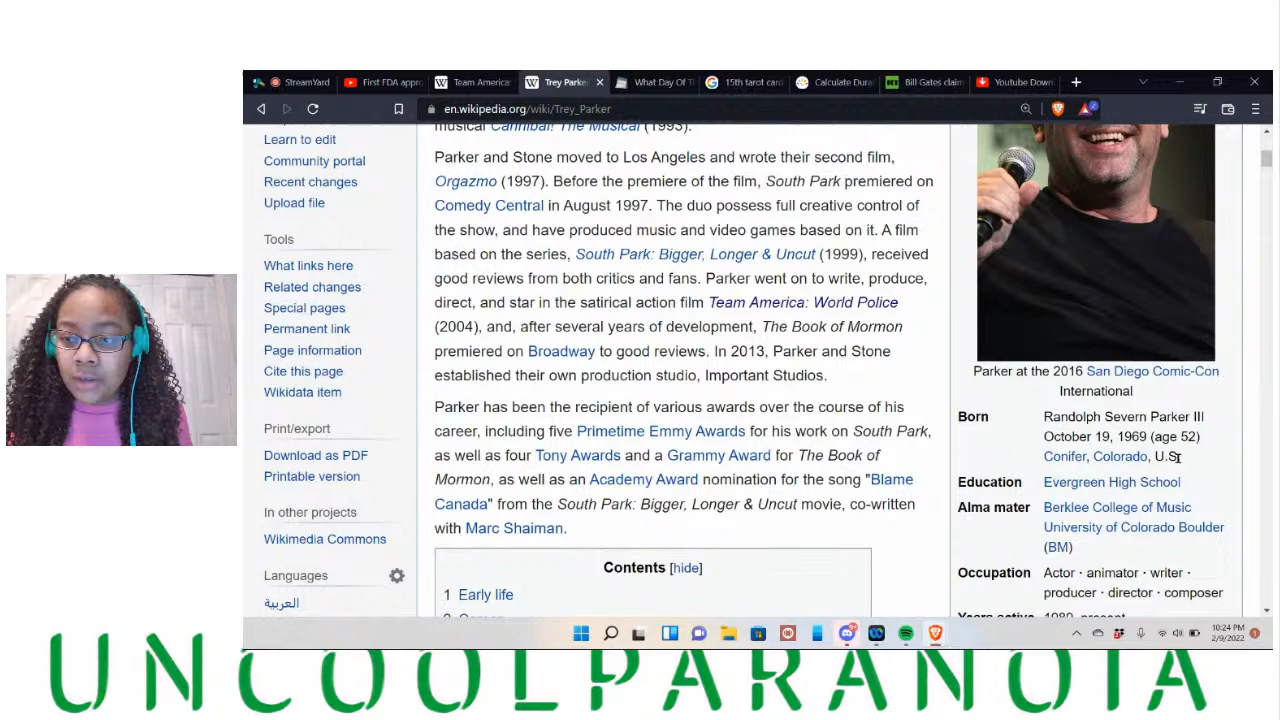 StreamYard
First FDA appro
Team America:
Trey Parke
What Day Of T
15th tarot card
Calculate Dura
Bill Gates claim
Youtube Down
en.wikipedia.org/wiki/Trey_Parker
Learn to edit
Community portal
Recent changes
Upload file
Tools
What links here
Related changes
Special pages
Permanent link
Page information
Cite this page
Wikidata item
Print/export
Download as PDF
Printable version
In other projects
Wikimedia Commons
Languages
العربية
musical Cannibal! The Musical (1993).
Parker and Stone moved to Los Angeles and wrote their second film,
Orgazmo (1997). Before the premiere of the film, South Park premiered on
Comedy Central in August 1997. The duo possess full creative control of
the show, and have produced music and video games based on it. A film
based on the series, South Park: Bigger, Longer & Uncut (1999), received
good reviews from both critics and fans. Parker went on to write, produce,
direct, and star in the satirical action film Team America: World Police
(2004), and, after several years of development, The Book of Mormon
premiered on Broadway to good reviews. In 2013, Parker and Stone
established their own production studio, Important Studios.
Parker has been the recipient of various awards over the course of his
career, including five Primetime Emmy Awards for his work on South Park,
as well as four Tony Awards and a Grammy Award for The Book of
Mormon, as well as an Academy Award nomination for the song "Blame
Canada" from the South Park: Bigger, Longer & Uncut movie, co-written
with Marc Shaiman.
Contents [hide]
1 Early life
Parker at the 2016 San Diego Comic-Con
International
Born Randolph Severn Parker III
October 19, 1969 (age 52)
Conifer, Colorado, U.S
Education Evergreen High School
Alma mater Berklee College of Music
University of Colorado Boulder
(BM)
Occupation Actor · animator · writer ·
producer · director · composer
Years active 1989–present
10:24 PM
2/9/2022
UNCOOLPARANOIA